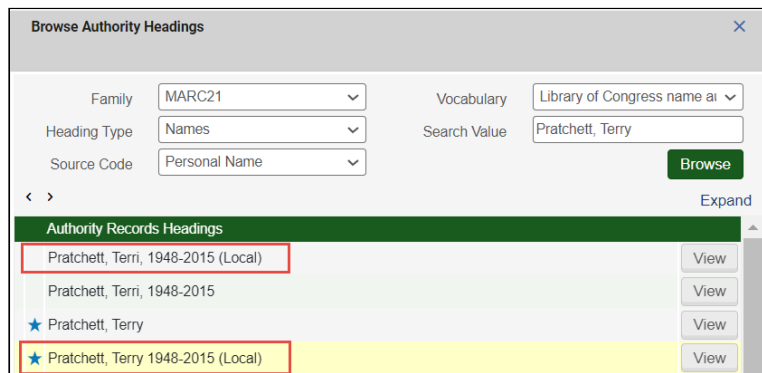 Browse Authority Headings
Family MARC21 Vocabulary Library of Congress name
Heading Type Names Search Value Pratchett, Terry
Source Code Personal Name Browse
Expand
Authority Records Headings
Pratchett, Terri, 1948-2015 (Local) View
Pratchett, Terri, 1948-2015 View
Pratchett, Terry View
Pratchett, Terry 1948-2015 (Local) View